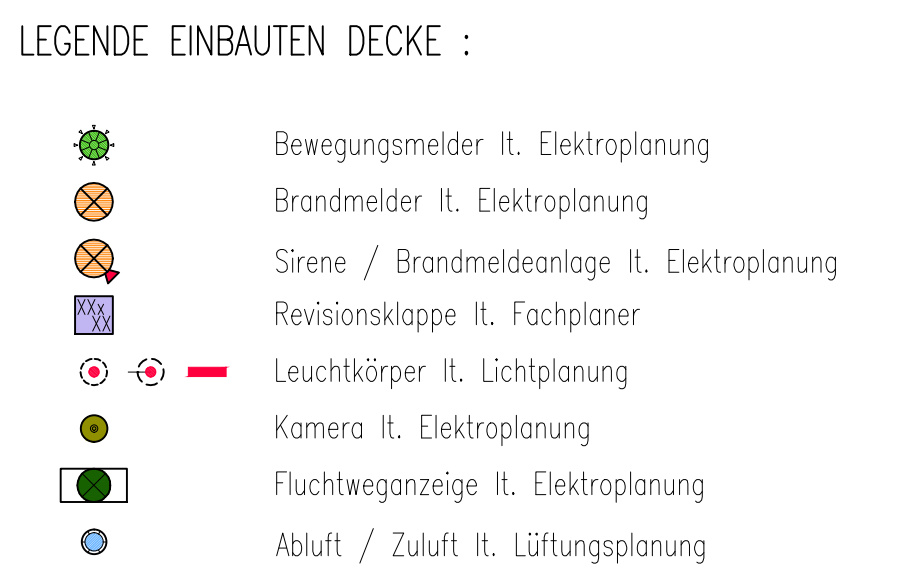 LEGENDE EINBAUTEN DECKE :
Bewegungsmelder lt. Elektroplanung
Brandmelder lt. Elektroplanung
Sirene / Brandmeldeanlage lt. Elektroplanung
XXx
XX
Revisionsklappe lt. Fachplaner
Leuchtkörper lt. Lichtplanung
Kamera lt. Elektroplanung
Fluchtweganzeige lt. Elektroplanung
Abluft / Zuluft lt. Lüftungsplanung